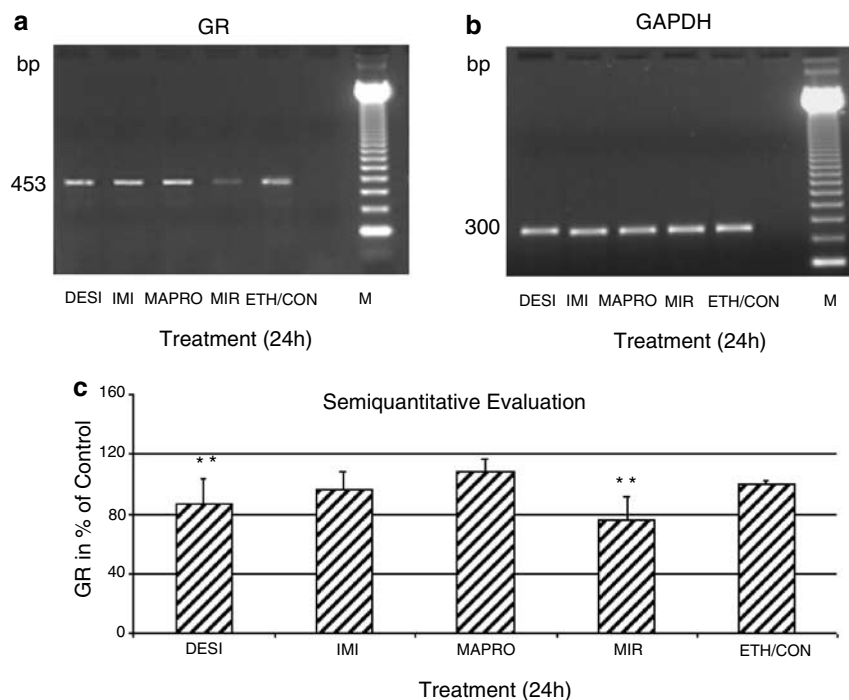 a
GR
bp
453
DESI IMI MAPRO MIR ETH/CON M
Treatment (24h)
b
GAPDH
bp
300
DESI IMI MAPRO MIR ETH/CON M
Treatment (24h)
c
Semiquantitative Evaluation
GR in % of Control
160
120
80
40
0
* *
* *
DESI IMI MAPRO MIR ETH/CON
Treatment (24h)